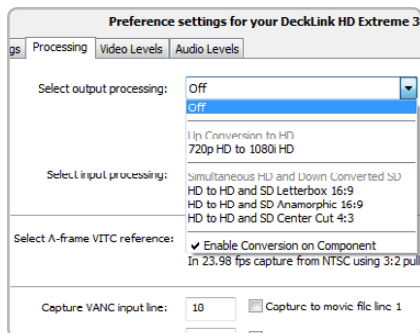 Preference settings for your DeckLink HD Extreme 3
gs Processing Video Levels Audio Levels
Select output processing: Off
Off
Up Conversion to HD
720p HD to 1080i HD
Select input processing: Simultaneous HD and Down Converted SD
HD to HD and SD Letterbox 16:9
HD to HD and SD Anamorphic 16:9
HD to HD and SD Center Cut 4:3
Select A-frame VITC reference:
✓ Enable Conversion on Component
In 23.98 fps capture from NTSC using 3:2 pull
Capture VANC input line: 10 Capture to movie file line 1